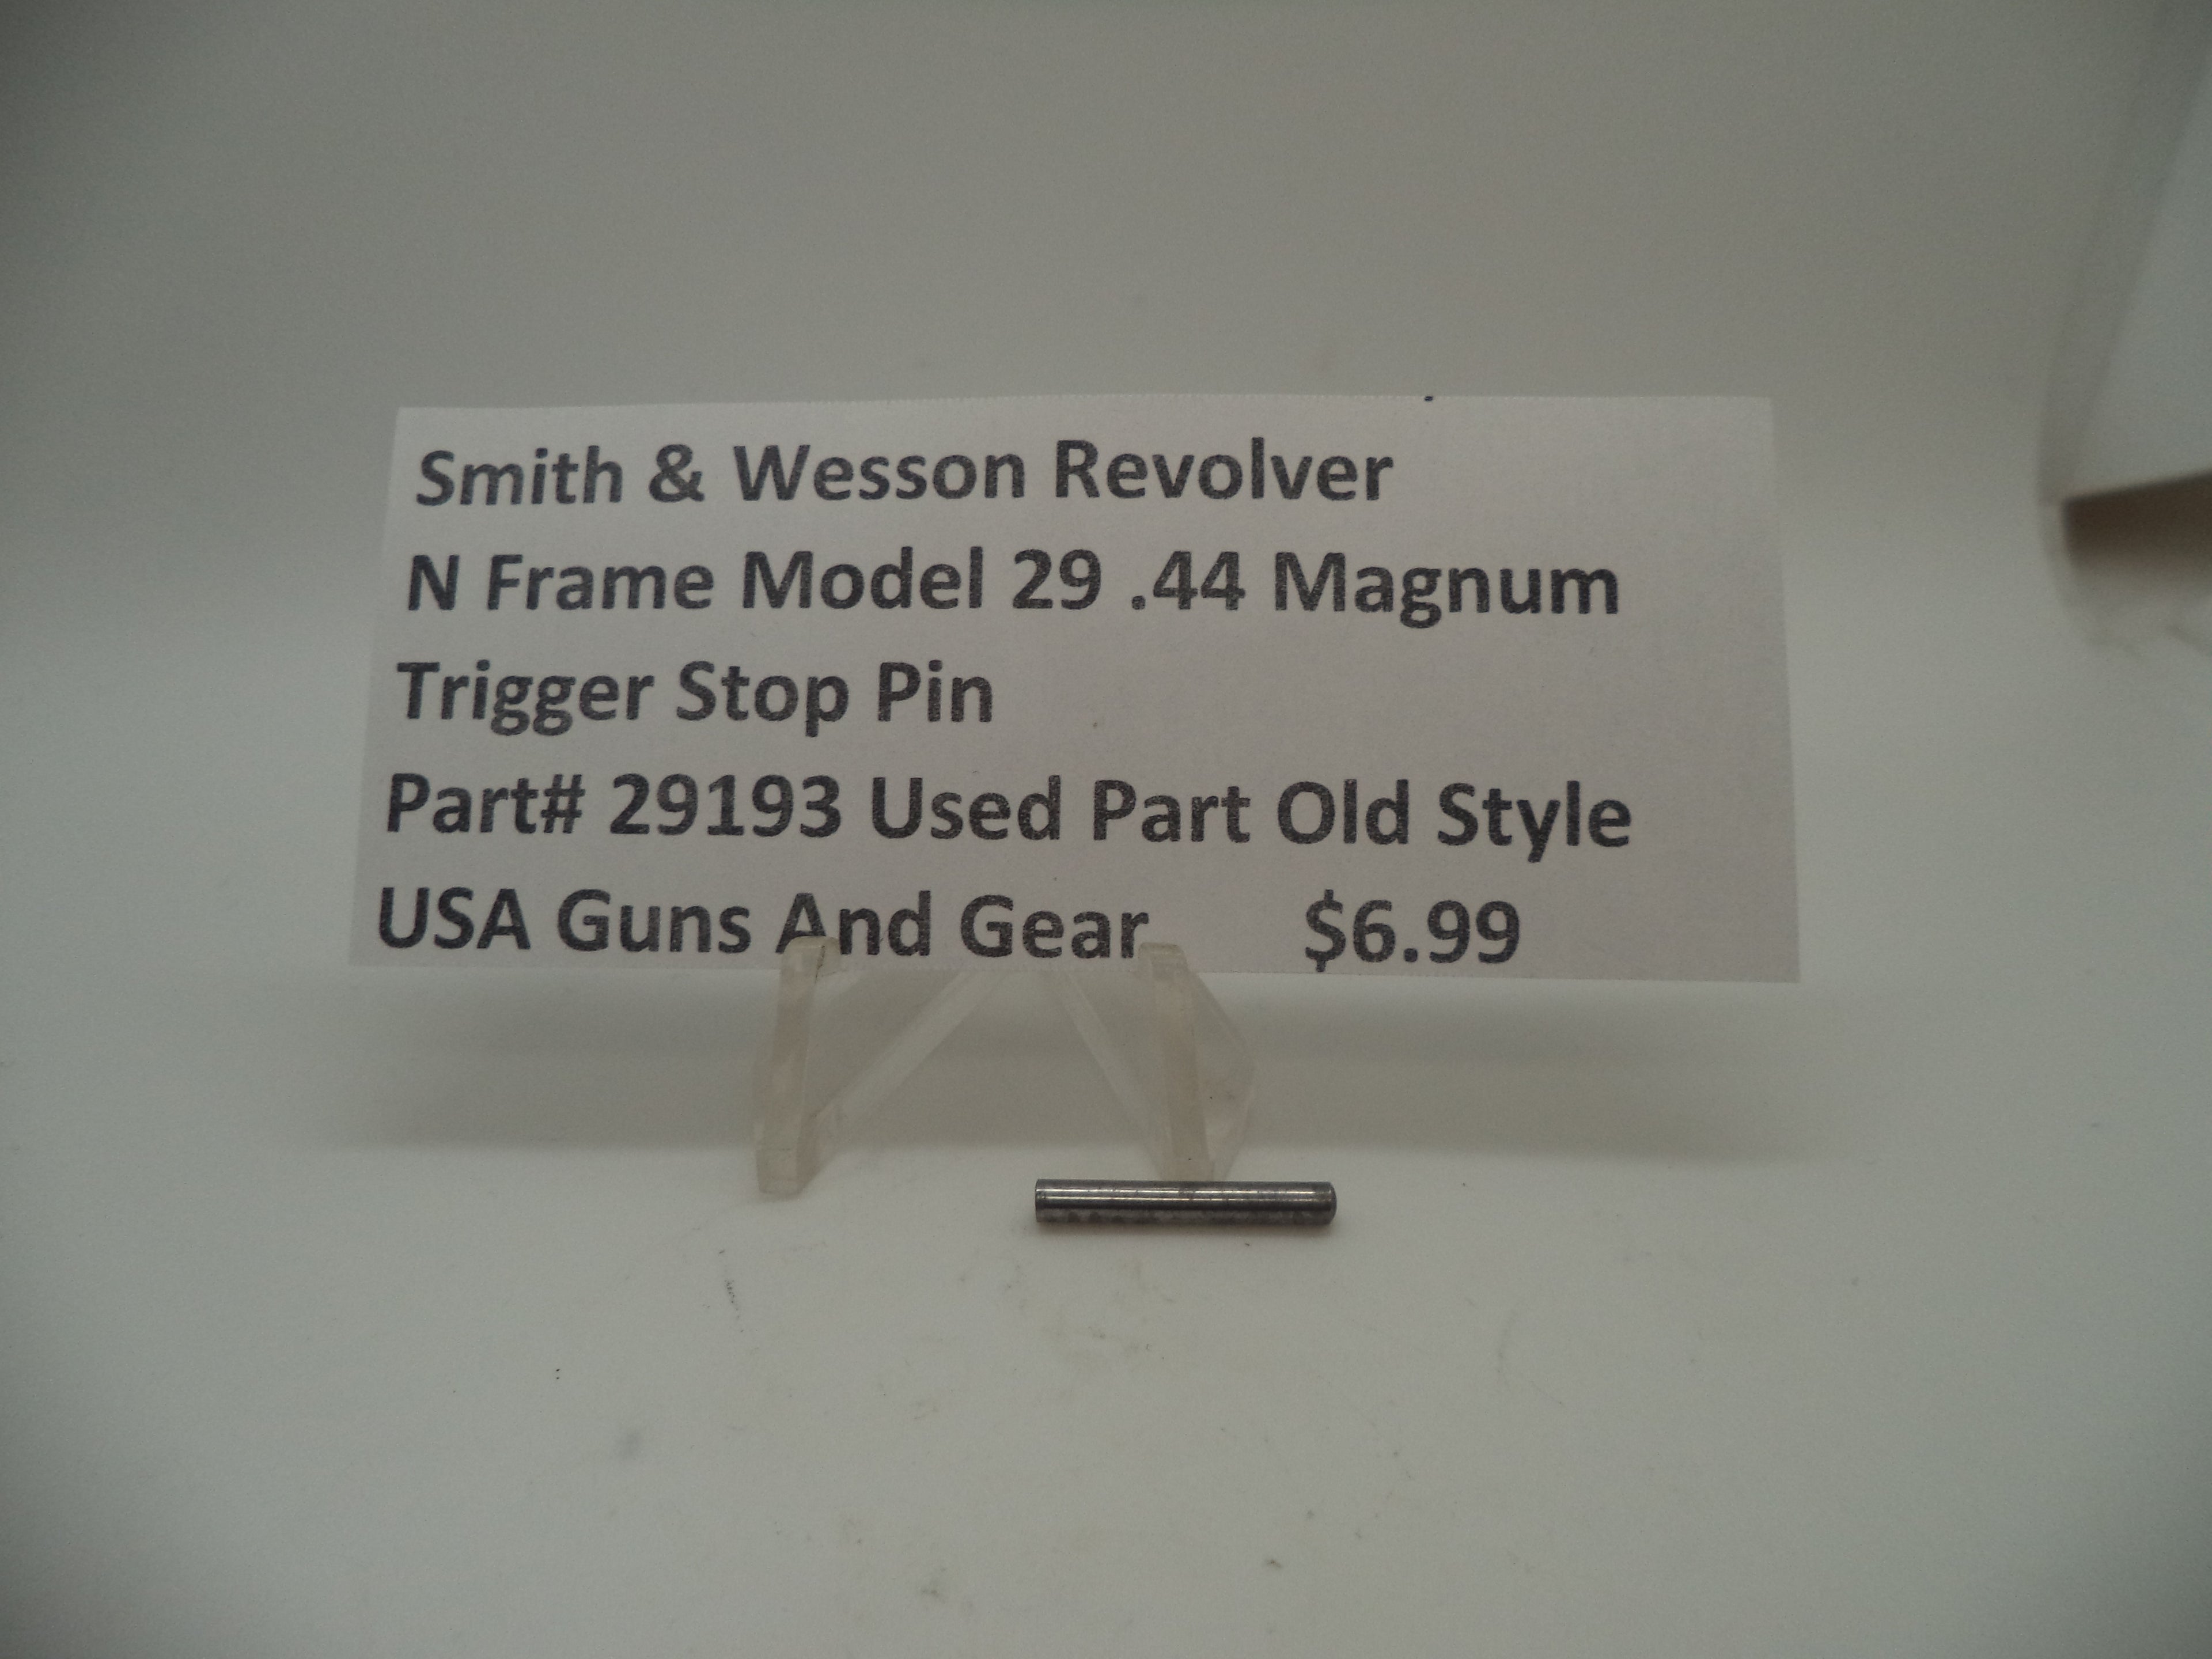 Smith & Wesson Revolver
N Frame Model 29 .44 Magnum
Trigger Stop Pin
Part# 29193 Used Part Old Style
USA Guns And Gear $6.99